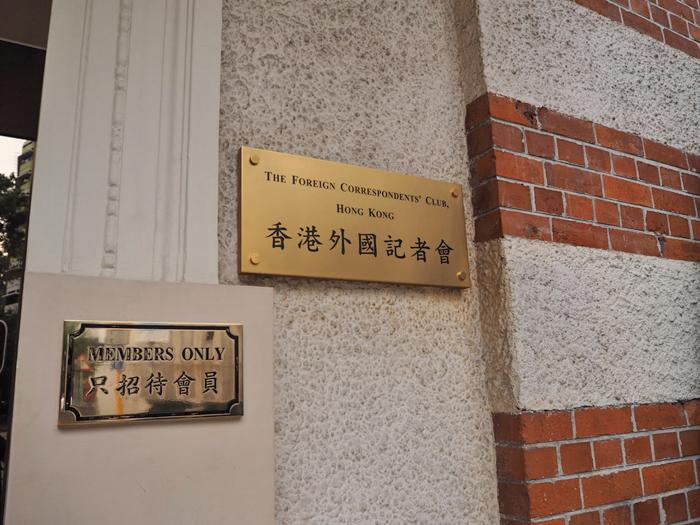 The Foreign Correspondents' Club,
Hong Kong
香港外國記者會
MEMBERS ONLY
只招待會員